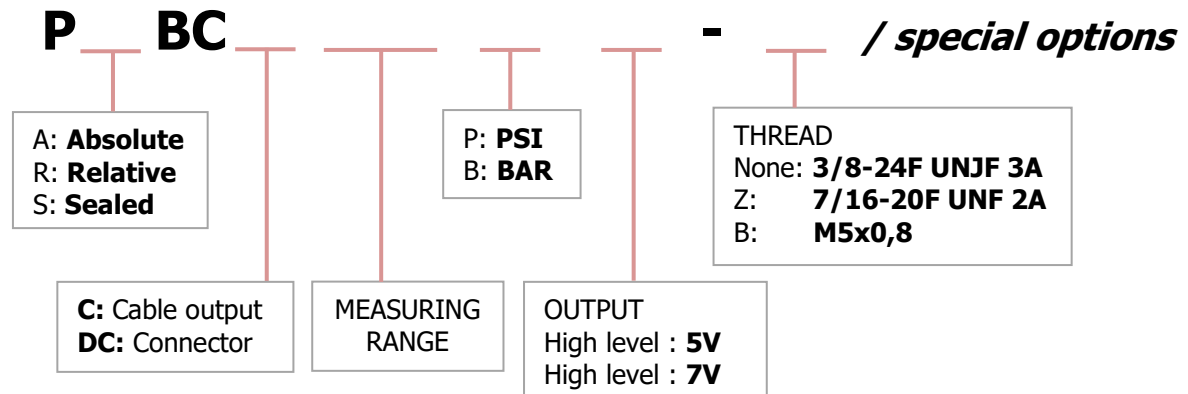 P BC - / special options
A: Absolute
R: Relative
S: Sealed
P: PSI
B: BAR
THREAD
None: 3/8-24F UNJF 3A
Z: 7/16-20F UNF 2A
B: M5x0,8
C: Cable output
DC: Connector
MEASURING
RANGE
OUTPUT
High level : 5V
High level : 7V